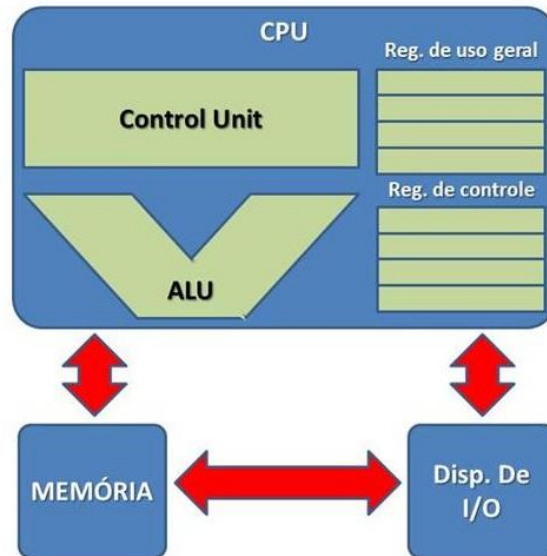 CPU
Reg. de uso geral
Control Unit
Reg. de controle
ALU
MEMÓRIA
Disp. De
I/O